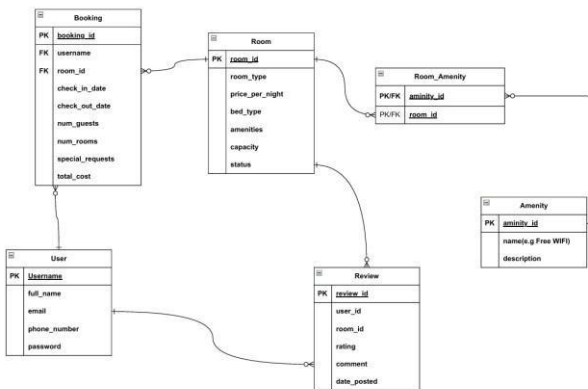 Booking
PK booking_id
FK username
FK room_id
check_in_date
check_out_date
num_guests
num_rooms
special_requests
total_cost
Room
PK room_id
room_type
price_per_night
bed_type
amenities
capacity
status
Room_Amenity
PK/FK aminity_id
PK/FK room_id
Amenity
PK aminity_id
name(e.g Free WIFI)
description
User
PK Username
full_name
email
phone_number
password
Review
PK review_id
user_id
room_id
rating
comment
date_posted